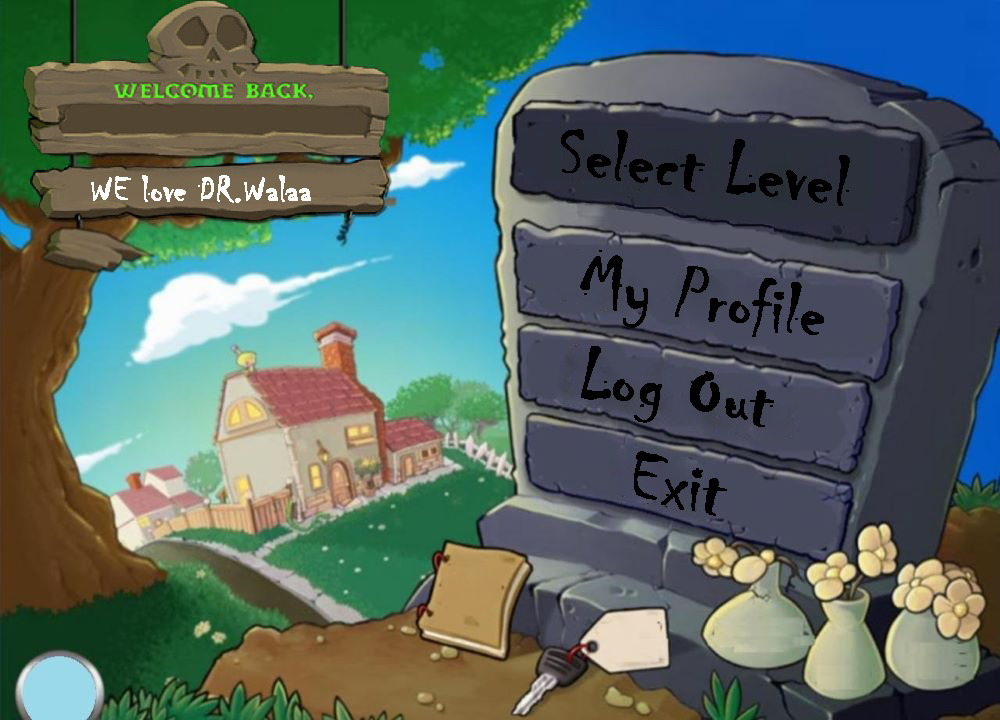 WELCOME BACK,
WE love DR.Walaa
Select Level
My Profile
Log Out
Exit